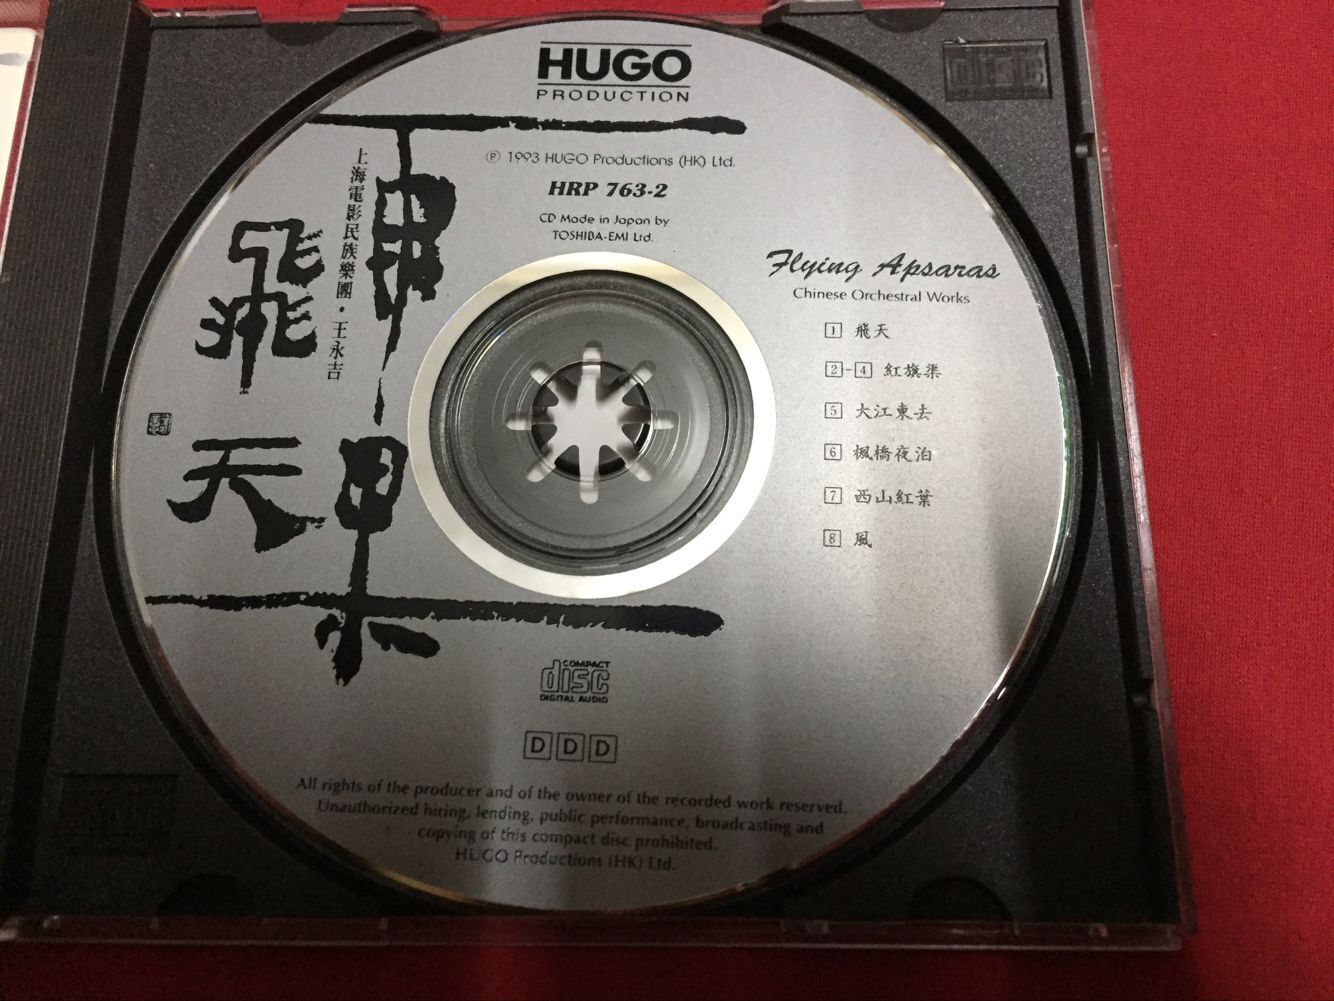 HUGO
PRODUCTION
℗ 1993 HUGO Productions (HK) Ltd.
HRP 763-2
CD Made in Japan by
TOSHIBA-EMI Ltd.
上海電影民族樂團・王永吉
飛天
Flying Apsaras
Chinese Orchestral Works
1 飛天
2-4 紅旗渠
5 大江東去
6 楓橋夜泊
7 西山紅葉
8 風
COMPACT
disc
DIGITAL AUDIO
DDD
All rights of the producer and of the owner of the recorded work reserved.
Unauthorized hiring, lending, public performance, broadcasting and
copying of this compact disc prohibited.
HUGO Productions (HK) Ltd.
disc